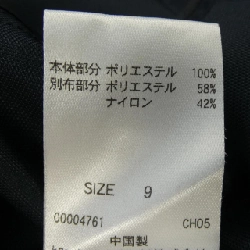 本体部分 ポリエステル 100%
別布部分 ポリエステル 58%
ナイロン 42%
SIZE 9
00004761 CH05
中国製